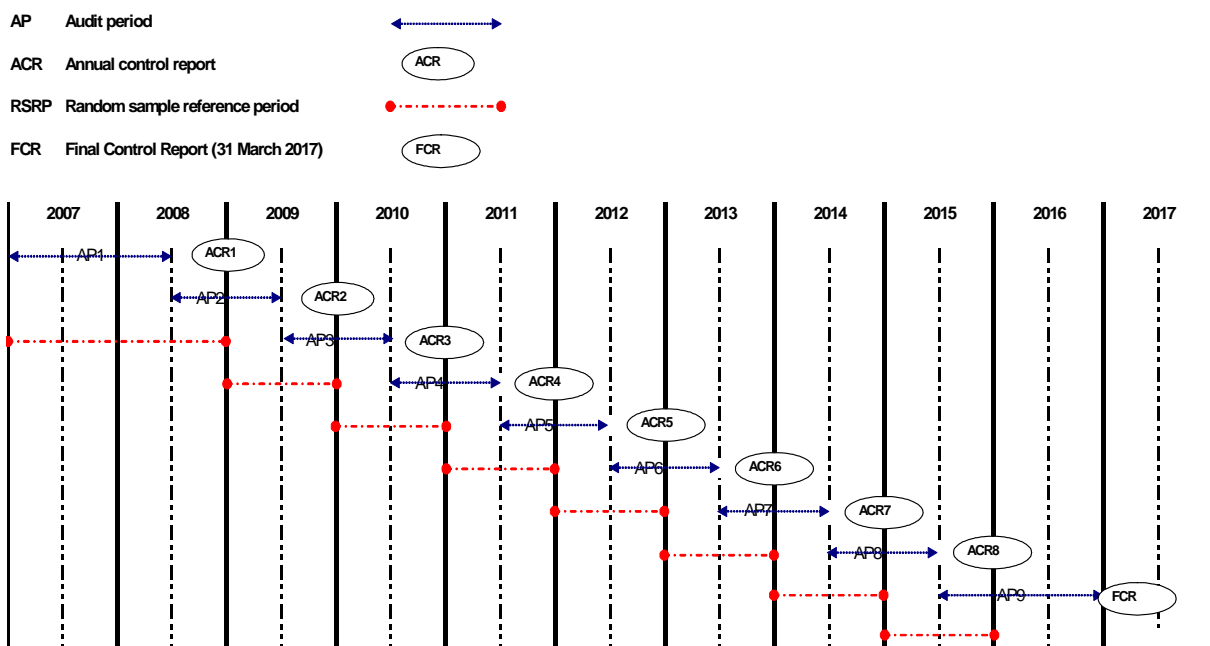 AP Audit period
ACR Annual control report ACR
RSRP Random sample reference period
FCR Final Control Report (31 March 2017) FCR
2007 2008 2009 2010 2011 2012 2013 2014 2015 2016 2017
AP1 ACR1
AP2 ACR2
AP3 ACR3
AP4 ACR4
AP5 ACR5
AP6 ACR6
AP7 ACR7
AP8 ACR8
AP9 FCR